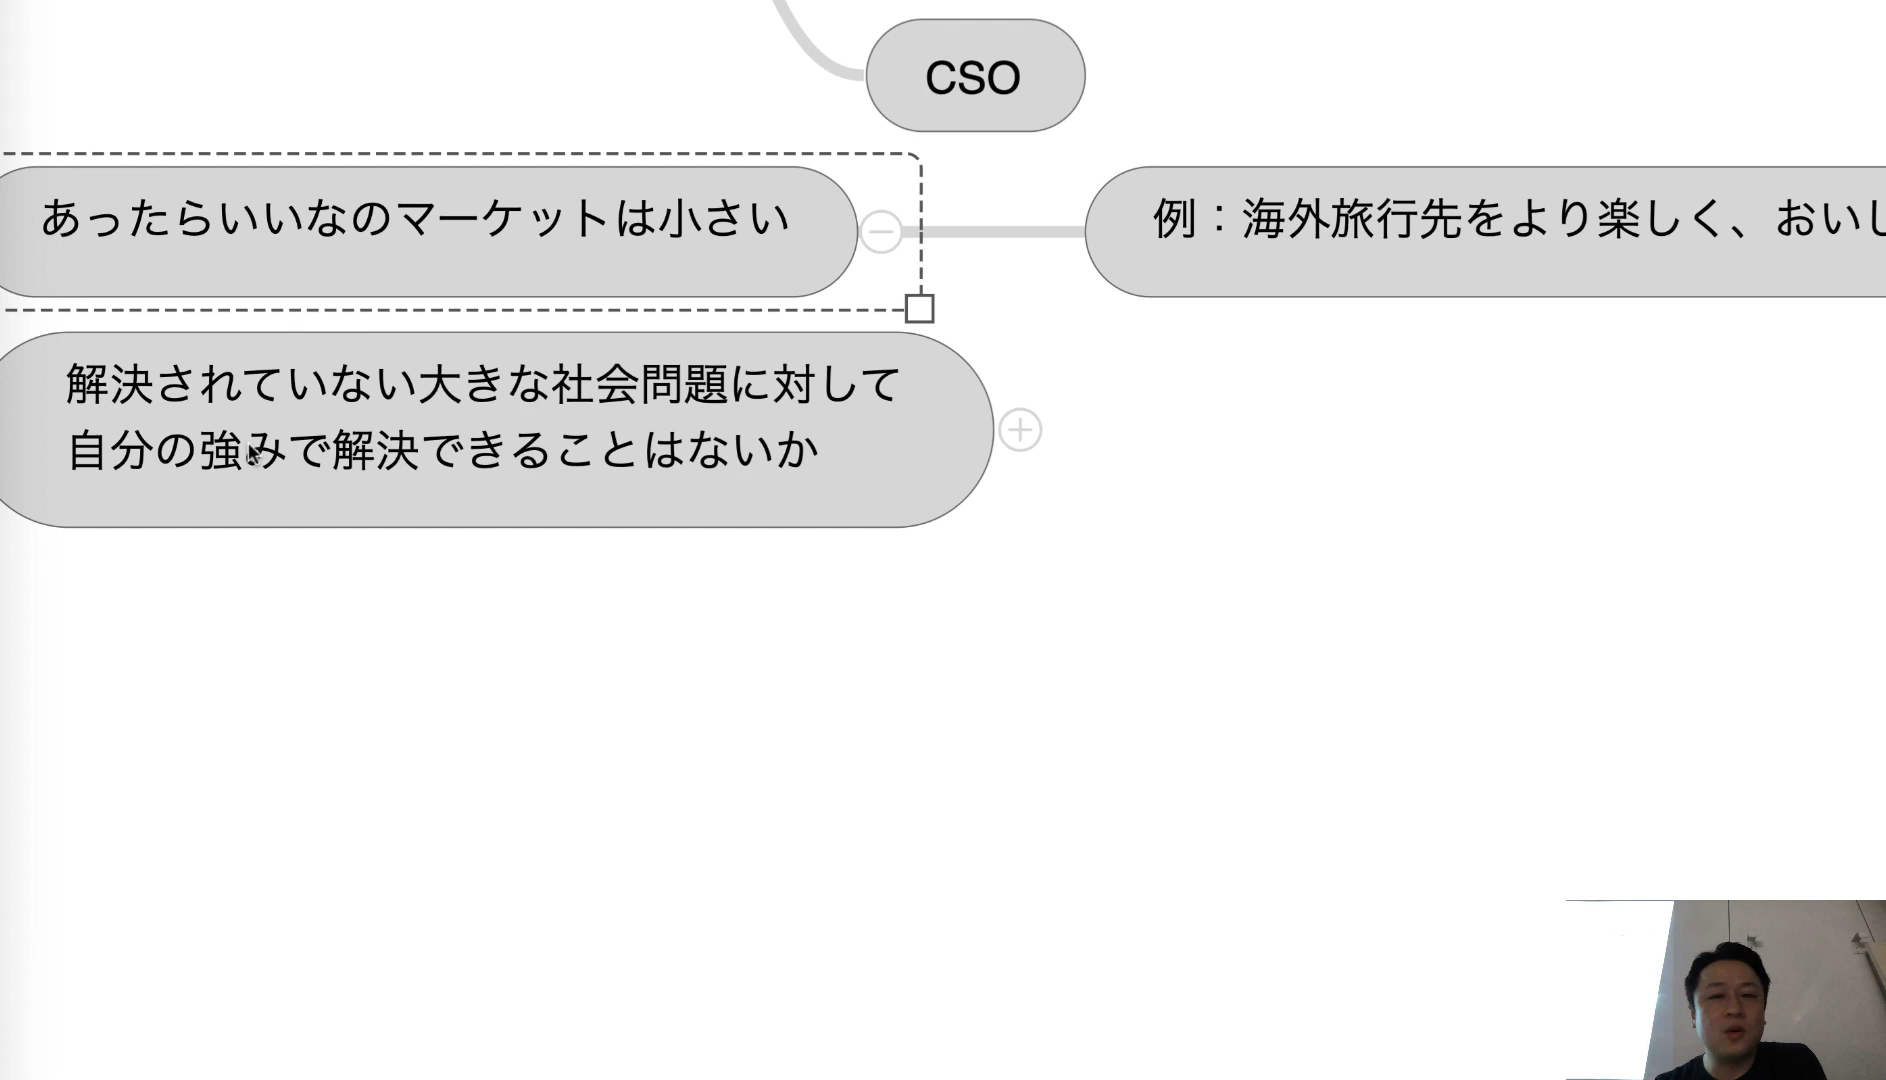 CSO
あったらいいなのマーケットは小さい
例：海外旅行先をより楽しく、おいし
解決されていない大きな社会問題に対して
自分の強みで解決できることはないか